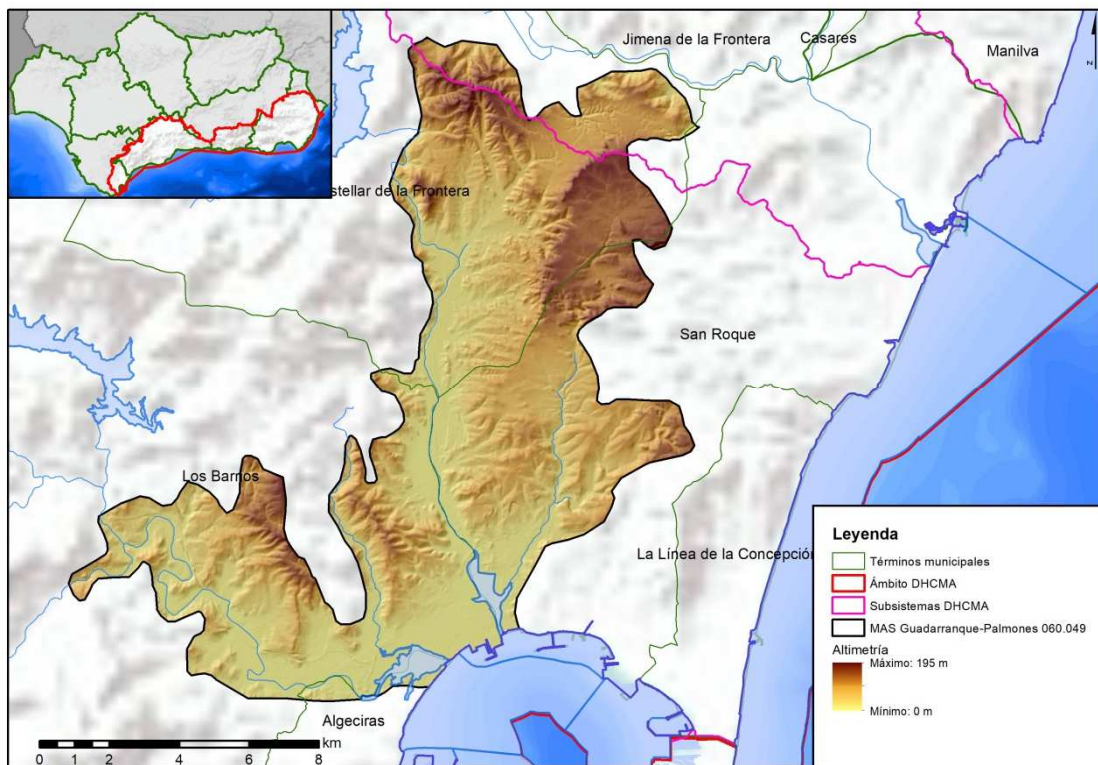 Jimena de la Frontera
Casares
Manilva
z
stellar de la Frontera
San Roque
Los Barrios
La Línea de la Concepción
Algeciras
km
0 1 2 4 6 8
Leyenda
Términos municipales
Ámbito DHCMA
Subsistemas DHCMA
MAS Guadarranque-Palmones 060.049
Altimetría
Máximo: 195 m
Mínimo: 0 m